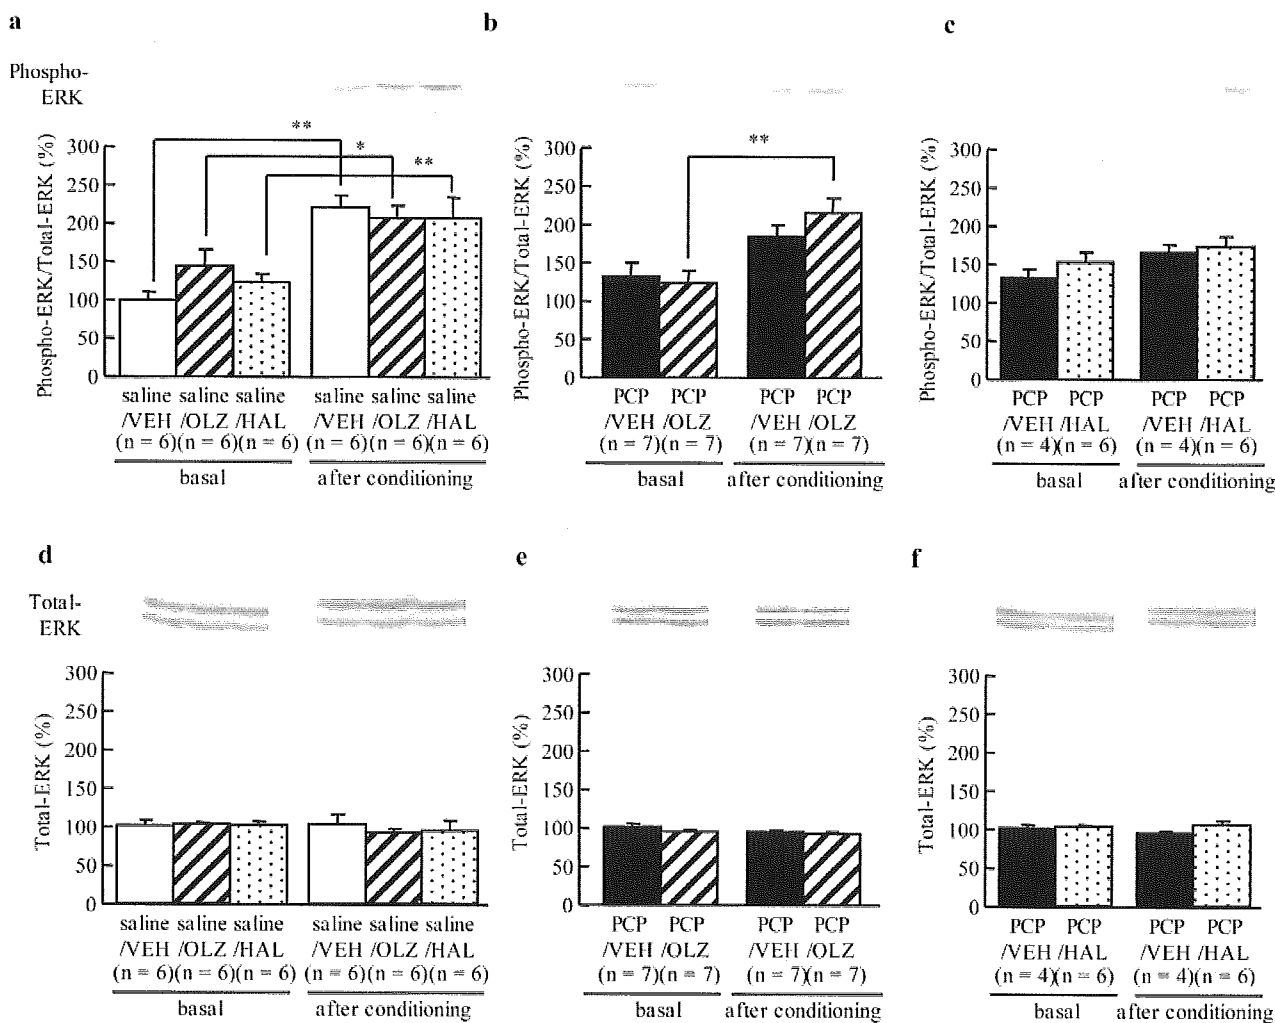 a
b
c
Phospho-
ERK
** * **
**
Phospho-ERK/Total-ERK (%)
300
250
200
150
100
50
0
saline saline saline saline saline saline
/VEH /OLZ /HAL /VEH /OLZ /HAL
(n = 6)(n = 6)(n = 6) (n = 6)(n = 6)(n = 6)
basal after conditioning
Phospho-ERK/Total-ERK (%)
300
250
200
150
100
50
0
PCP PCP PCP PCP
/VEH /OLZ /VEH /OLZ
(n = 7)(n = 7) (n = 7)(n = 7)
basal after conditioning
Phospho-ERK/Total-ERK (%)
300
250
200
150
100
50
0
PCP PCP PCP PCP
/VEH /HAL /VEH /HAL
(n = 4)(n = 6) (n = 4)(n = 6)
basal after conditioning
d
e
f
Total-
ERK
Total-ERK (%)
300
250
200
150
100
50
0
saline saline saline saline saline saline
/VEH /OLZ /HAL /VEH /OLZ /HAL
(n = 6)(n = 6)(n = 6) (n = 6)(n = 6)(n = 6)
basal after conditioning
Total-ERK (%)
300
250
200
150
100
50
0
PCP PCP PCP PCP
/VEH /OLZ /VEH /OLZ
(n = 7)(n = 7) (n = 7)(n = 7)
basal after conditioning
Total-ERK (%)
300
250
200
150
100
50
0
PCP PCP PCP PCP
/VEH /HAL /VEH /HAL
(n = 4)(n = 6) (n = 4)(n = 6)
basal after conditioning